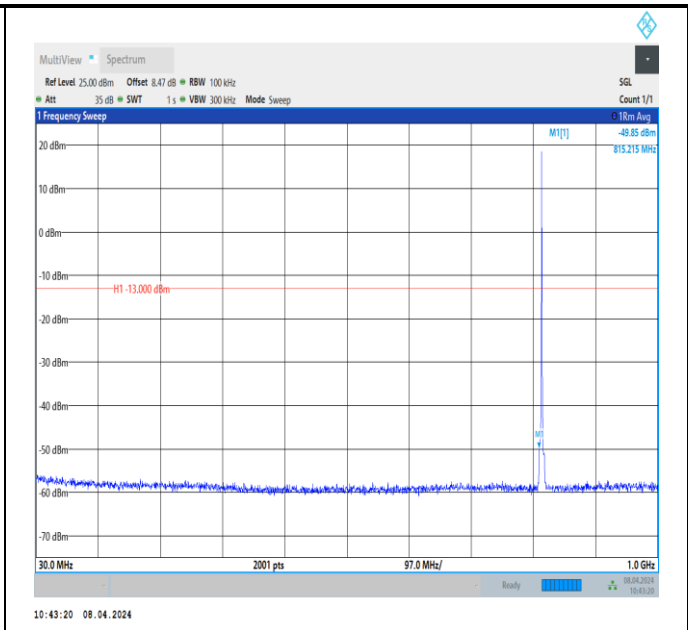 MultiView Spectrum
Ref Level 25.00 dBm Offset 8.47 dB RBW 100 kHz SGL
Att 35 dB SWT 1 s VBW 300 kHz Mode Sweep Count 1/1
1 Frequency Sweep 1Rm Avg
M1[1] -49.85 dBm
815.215 MHz
20 dBm
10 dBm
0 dBm
-10 dBm
H1 -13.000 dBm
-20 dBm
-30 dBm
-40 dBm
M1
-50 dBm
-60 dBm
-70 dBm
30.0 MHz 2001 pts 97.0 MHz/ 1.0 GHz
Ready 08.04.2024
10:43:20
10:43:20 08.04.2024